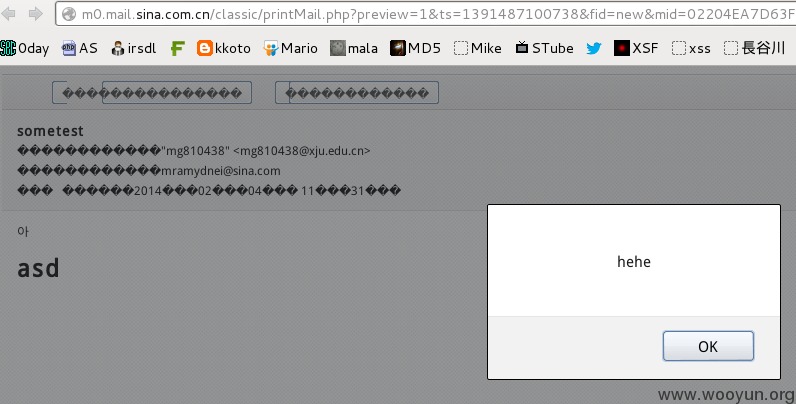 m0.mail.sina.com.cn/classic/printMail.php?preview=1&ts=1391487100738&fid=new&mid=02204EA7D63F
0day AS irsdl F kkoto Mario mala MD5 Mike STube XSF xss 長谷川
��������������� ������������
sometest
������������"mg810438" <mg810438@xju.edu.cn>
������������mramydnei@sina.com
��� ������2014���02���04��� 11���31���
아
asd
hehe
OK
www.wooyun.org